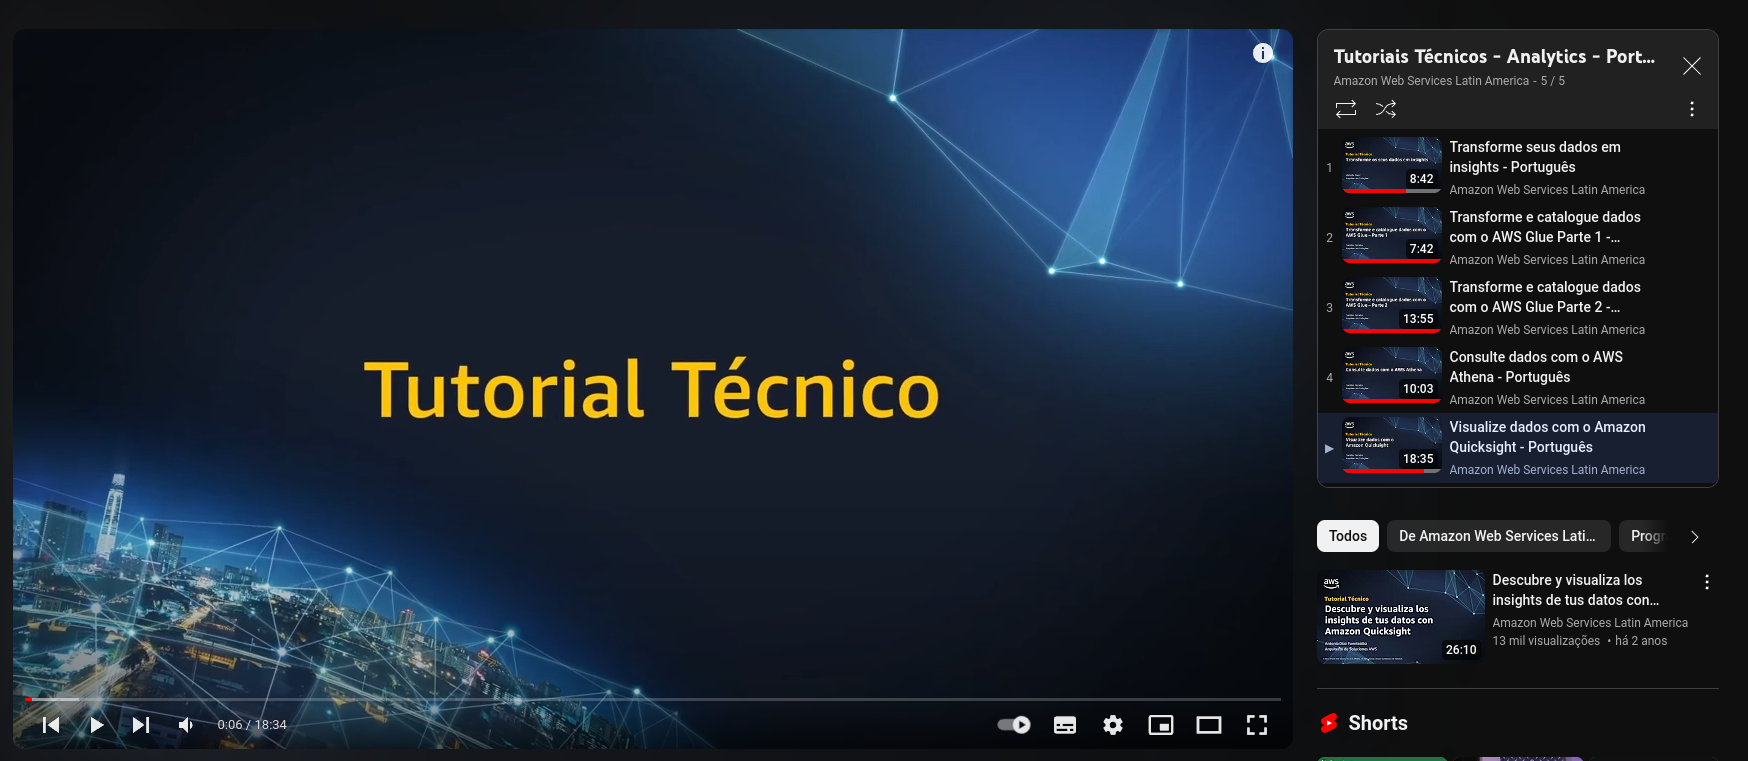 Tutorial Técnico
0:06 / 18:34
Tutoriais Técnicos - Analytics - Port...
Amazon Web Services Latin America - 5 / 5
1
8:42
Transforme seus dados em
insights - Português
Amazon Web Services Latin America
2
7:42
Transforme e catalogue dados
com o AWS Glue Parte 1 -...
Amazon Web Services Latin America
3
13:55
Transforme e catalogue dados
com o AWS Glue Parte 2 -...
Amazon Web Services Latin America
4
10:03
Consulte dados com o AWS
Athena - Português
Amazon Web Services Latin America
18:35
Visualize dados com o Amazon
Quicksight - Português
Amazon Web Services Latin America
Todos
De Amazon Web Services Lati...
Progr
aws
Tutorial Técnico
Descubre y visualiza los
insights de tus datos con
Amazon Quicksight
Arquitecto de Soluciones AWS
26:10
Descubre y visualiza los
insights de tus datos con...
Amazon Web Services Latin America
13 mil visualizações • há 2 anos
Shorts